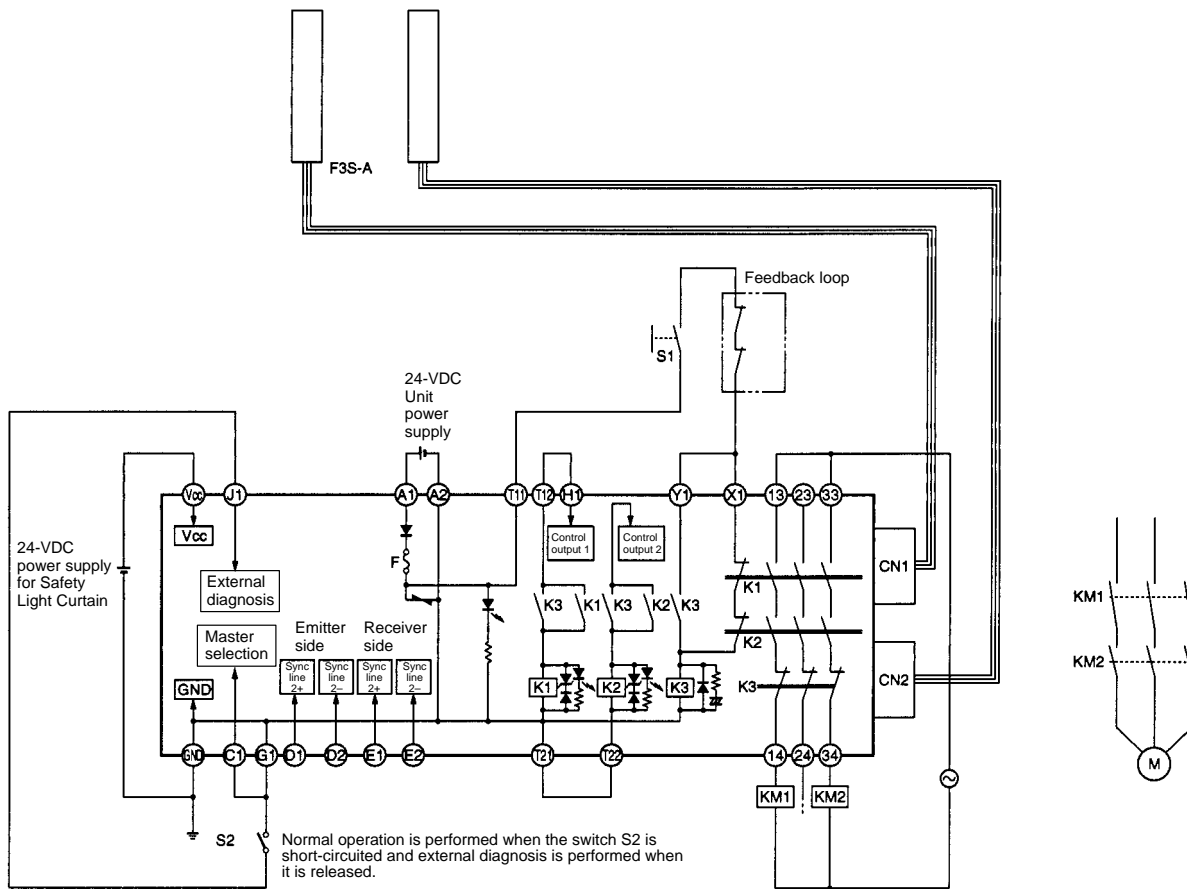 F3S-A
Feedback loop
S1
24-VDC
Unit
power
supply
Vcc
J1
A1
A2
T11
T12
H1
Y1
X1
13
23
33
Vcc
Control
output 1
Control
output 2
CN1
24-VDC
power supply
for Safety
Light Curtain
F
External
diagnosis
K3
K1
K3
K2
K3
K1
KM1
Master
selection
Emitter
side
Receiver
side
K2
KM2
GND
Sync
line
2+
Sync
line
2–
Sync
line
2+
Sync
line
2–
K1
K2
K3
K3
CN2
GND
C1
G1
D1
D2
E1
E2
T21
T22
14
24
34
M
KM1
KM2
S2
Normal operation is performed when the switch S2 is
short-circuited and external diagnosis is performed when
it is released.